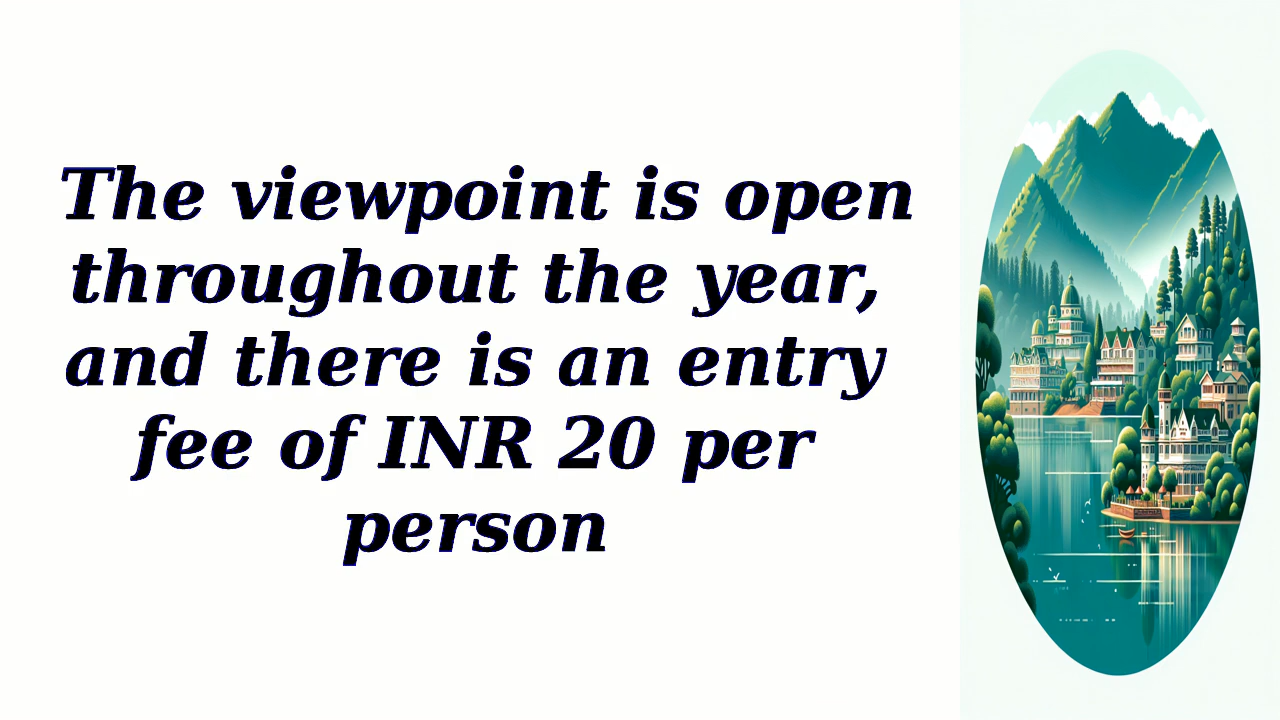 The viewpoint is open
throughout the year,
and there is an entry
fee of INR 20 per
person